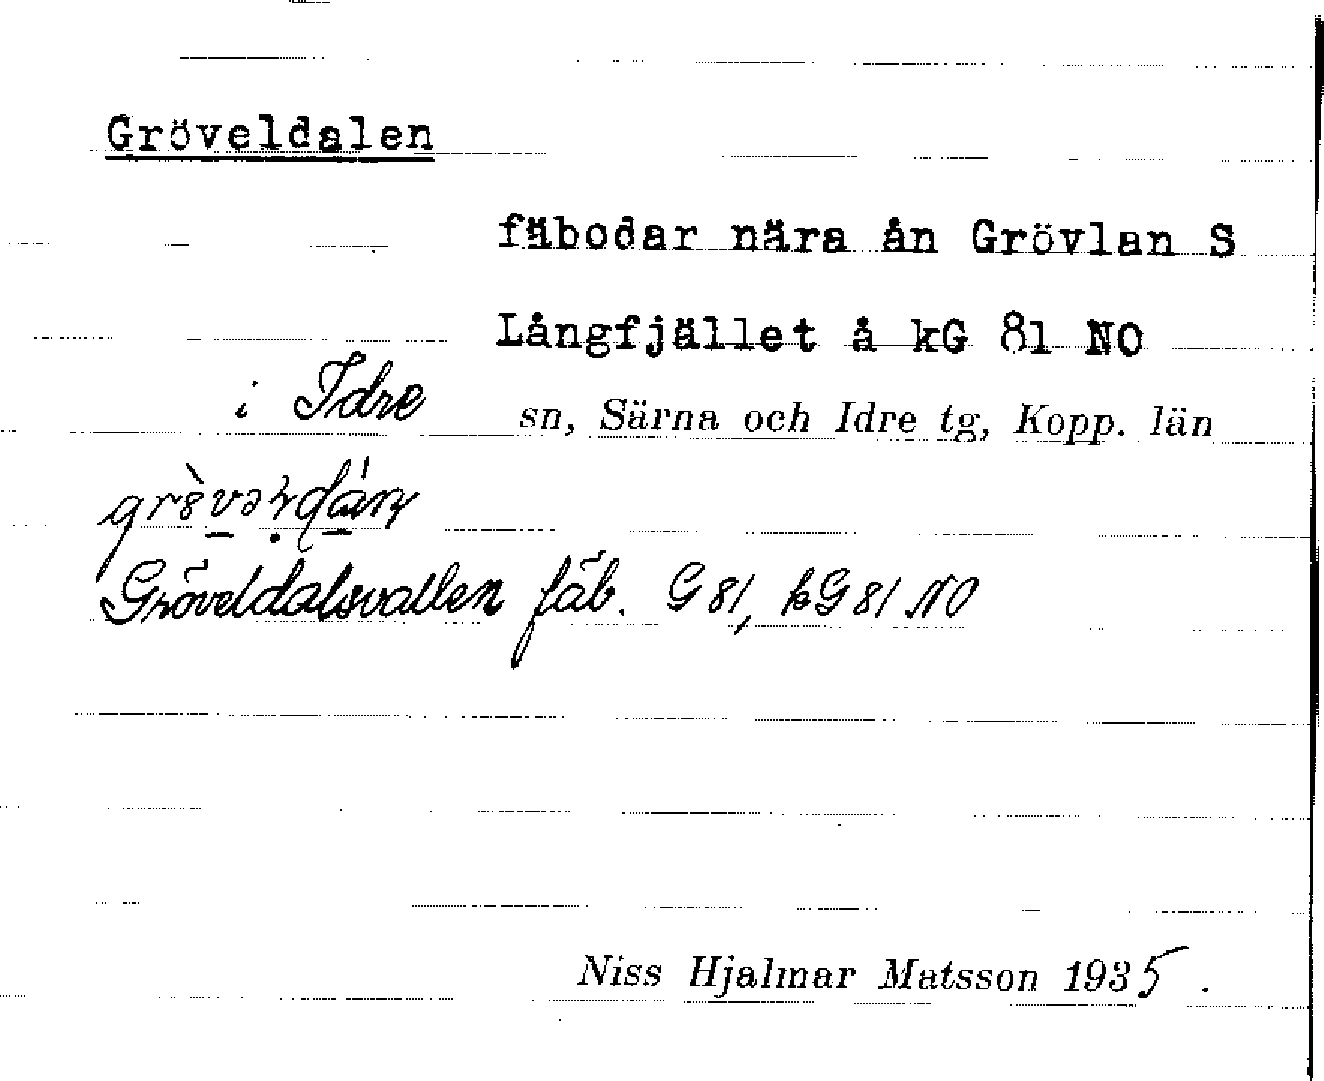 Gröveldalen
fäbodar nära ån Grövlan S
Långfjället å kG 81 NO
i Idre sn, Särna och Idre tg, Kopp. län
Gröveldalsvallen fäb. G 81, kG 81 NO
Niss Hjalmar Matsson 1935.